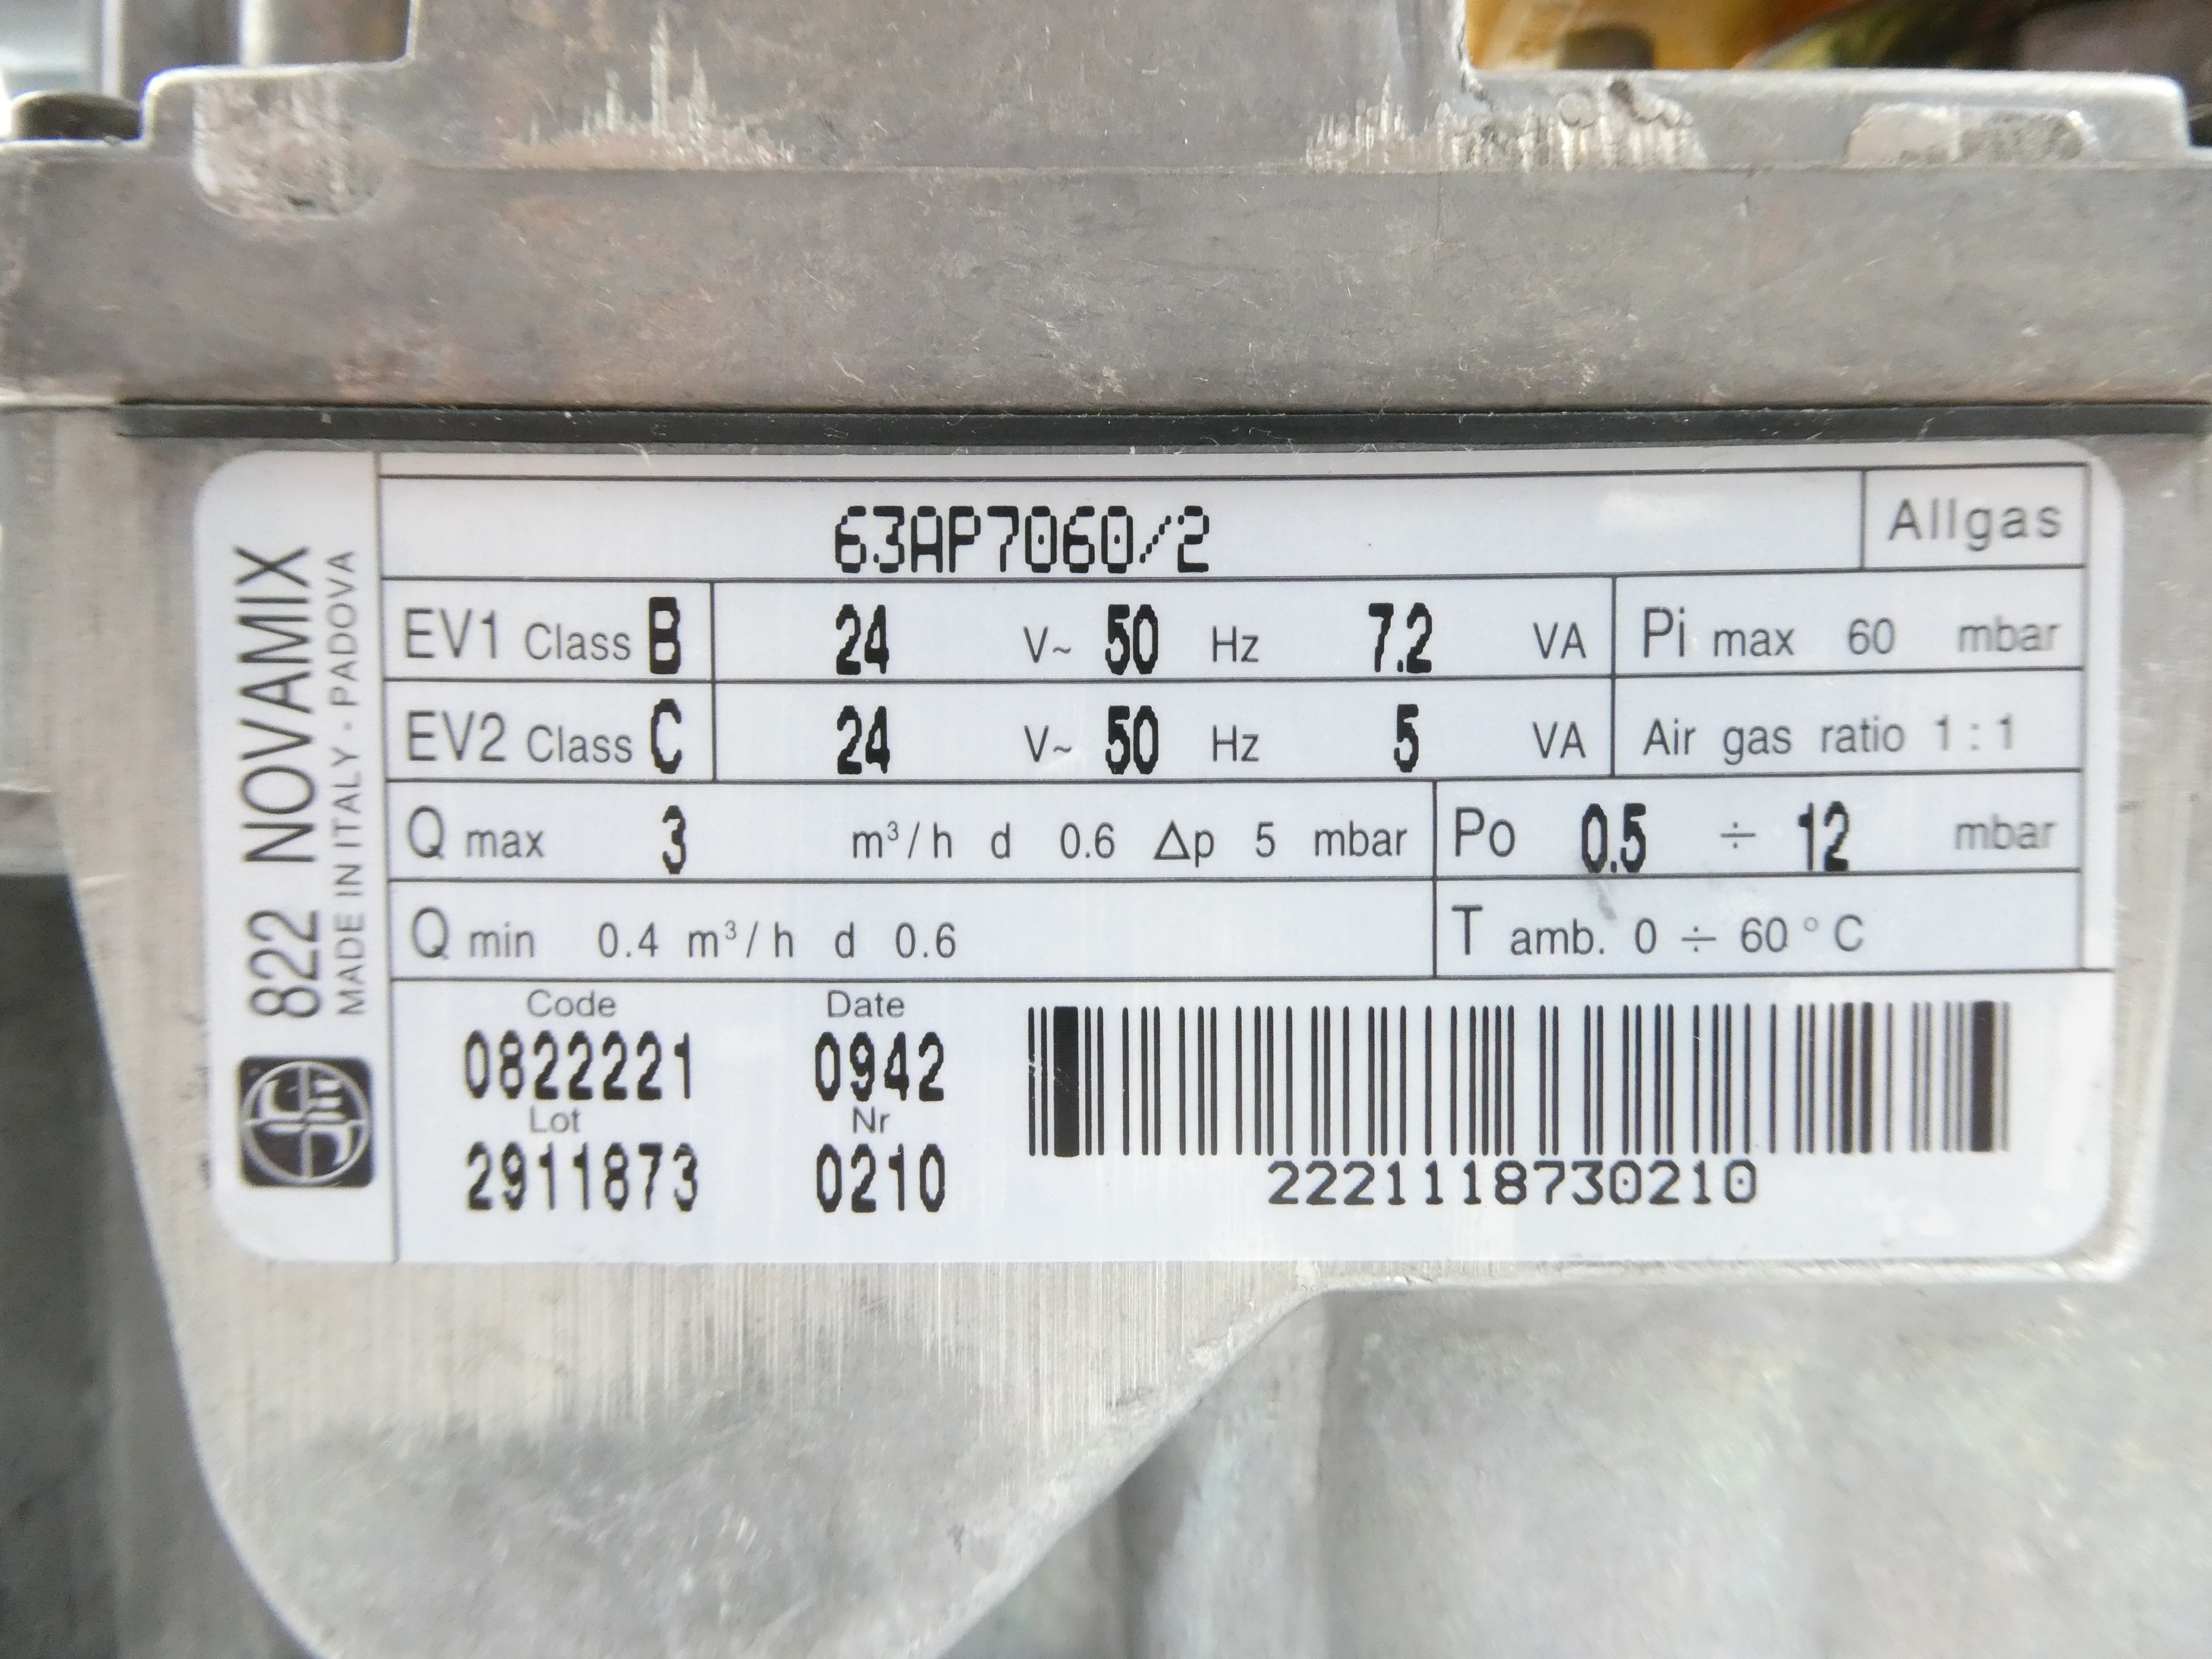 822 NOVAMIX
MADE IN ITALY - PADOVA
63AP7060/2 Allgas
EV1 Class B 24 V~ 50 Hz 7.2 VA Pi max 60 mbar
EV2 Class C 24 V~ 50 Hz 5 VA Air gas ratio 1 : 1
Q max 3 m³/h d 0.6 Δp 5 mbar Po 0.5 ÷ 12 mbar
Q min 0.4 m³/h d 0.6 T amb. 0 ÷ 60 °C
Code Date
0822221 0942
Lot Nr
2911873 0210
2221118730210